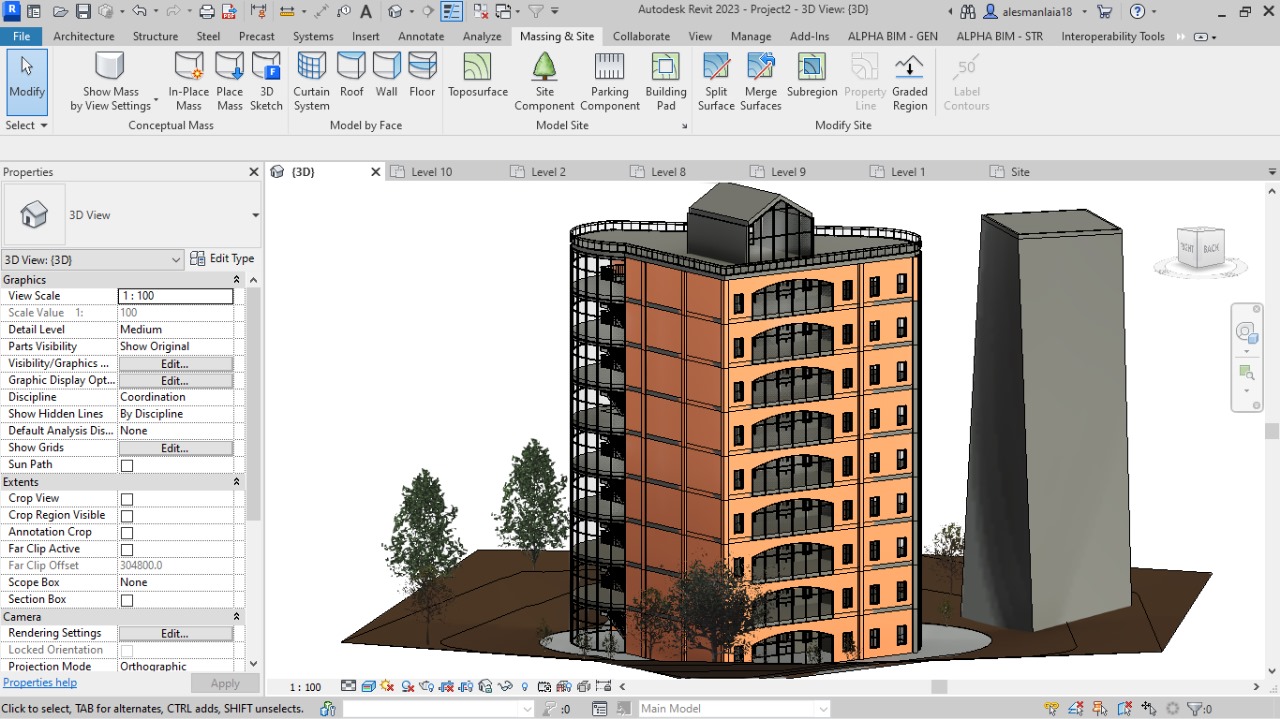 R
Autodesk Revit 2023 - Project2 - 3D View: {3D}
alesmanlaia18
File Architecture Structure Steel Precast Systems Insert Annotate Analyze Massing & Site Collaborate View Manage Add-Ins ALPHA BIM - GEN ALPHA BIM - STR Interoperability Tools
Modify
Show Mass
by View Settings
In-Place
Mass
Place
Mass
3D
Sketch
Curtain
System
Roof
Wall
Floor
Toposurface
Site
Component
Parking
Component
Building
Pad
Split
Surface
Merge
Surfaces
Subregion
Property
Line
Graded
Region
50
Label
Contours
Select
Conceptual Mass
Model by Face
Model Site
Modify Site
Properties
{3D}
Level 10
Level 2
Level 8
Level 9
Level 1
Site
3D View
3D View: {3D}
Edit Type
Graphics
View Scale 1 : 100
Scale Value 1: 100
Detail Level Medium
Parts Visibility Show Original
Visibility/Graphics ... Edit...
Graphic Display Opt... Edit...
Discipline Coordination
Show Hidden Lines By Discipline
Default Analysis Dis... None
Show Grids Edit...
Sun Path
Extents
Crop View
Crop Region Visible
Annotation Crop
Far Clip Active
Far Clip Offset 304800.0
Scope Box None
Section Box
Camera
Rendering Settings Edit...
Locked Orientation
Projection Mode Orthographic
Properties help
Apply
BACK
1 : 100
Click to select, TAB for alternates, CTRL adds, SHIFT unselects.
:0
Main Model
:0